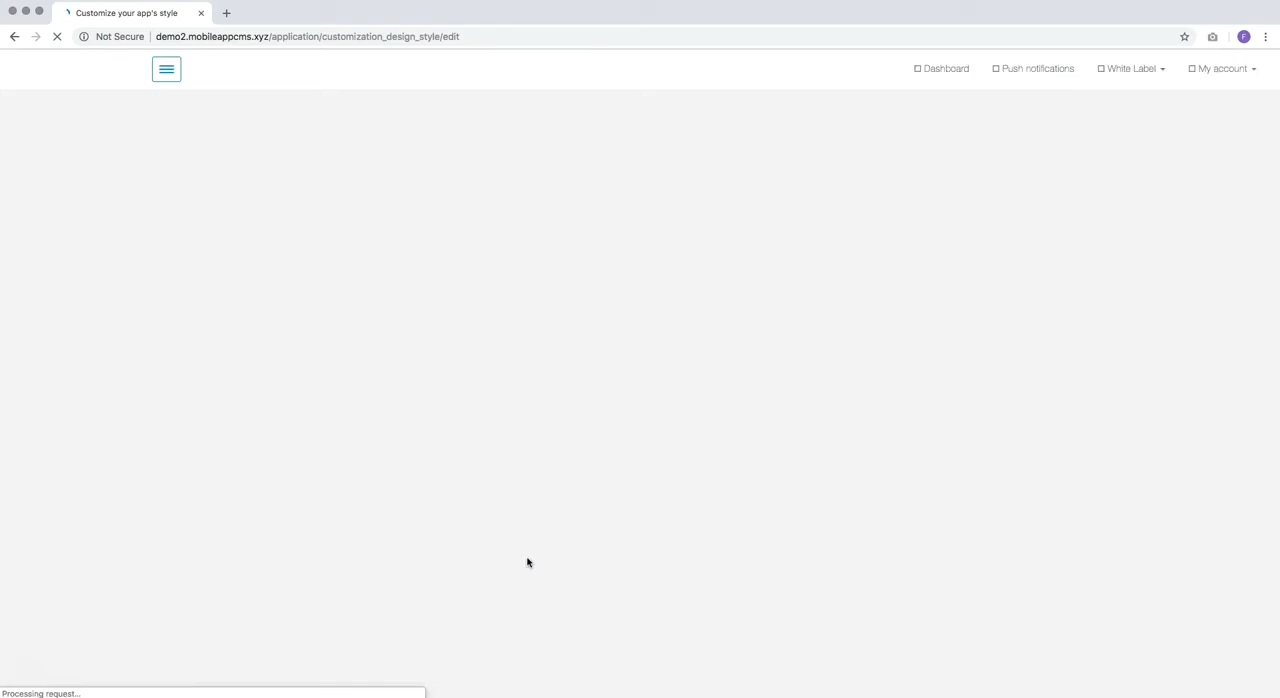 Customize your app's style
Not Secure | demo2.mobileappcms.xyz/application/customization_design_style/edit
F
Dashboard Push notifications White Label My account
Processing request...